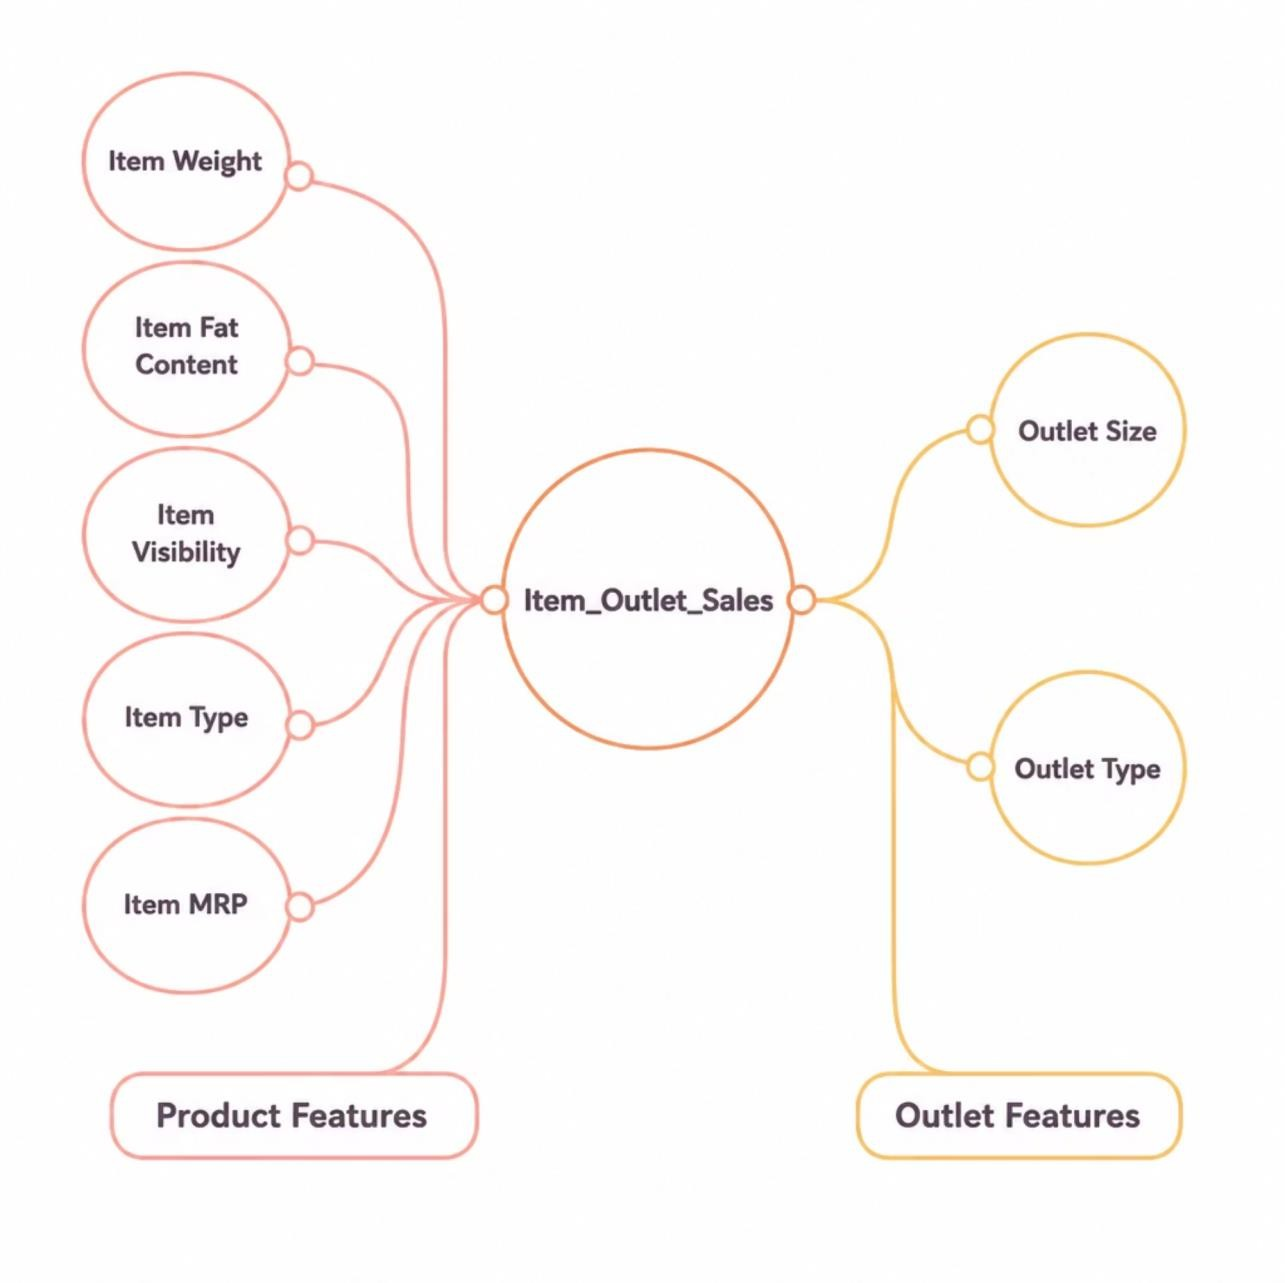 Item Weight
Item Fat
Content
Item
Visibility
Item Type
Item MRP
Product Features
Item_Outlet_Sales
Outlet Size
Outlet Type
Outlet Features